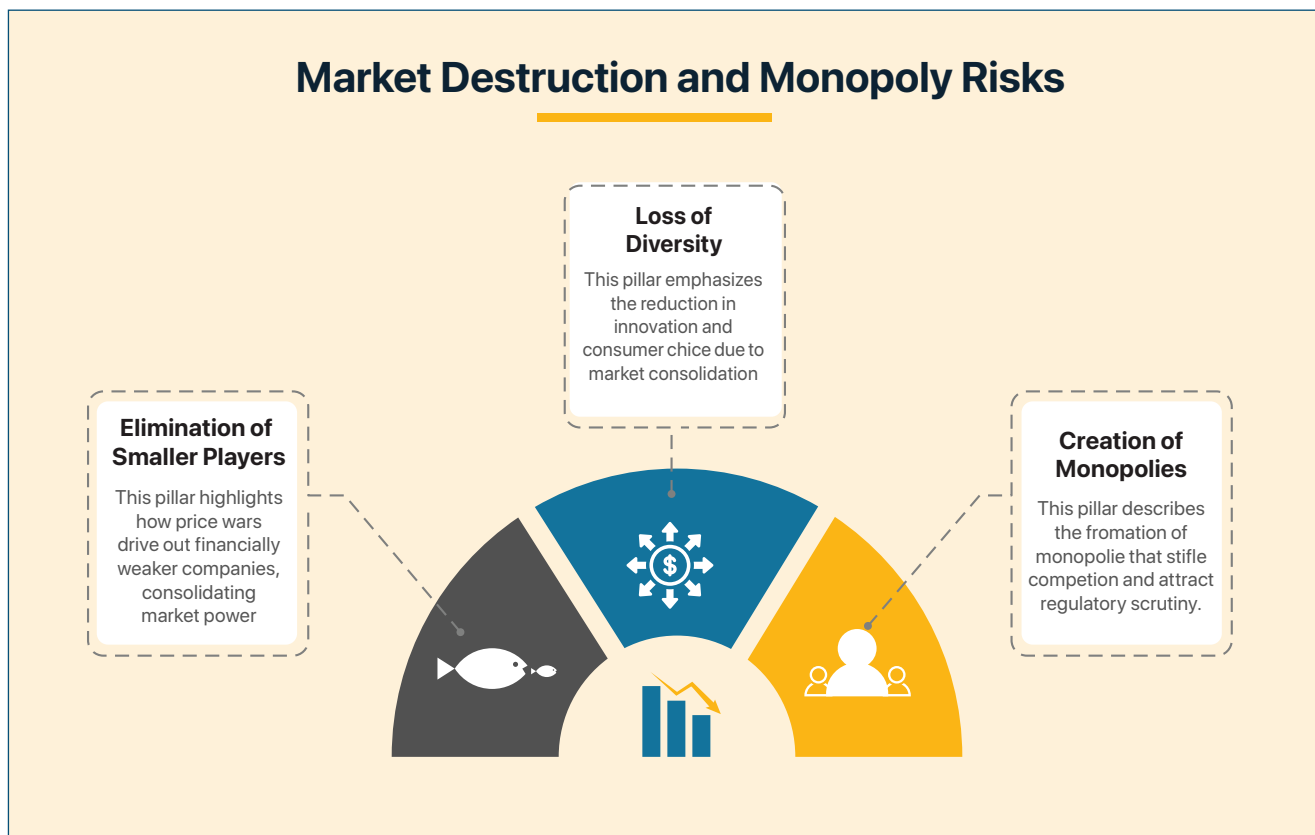 Market Destruction and Monopoly Risks
Loss of
Diversity
This pillar emphasizes
the reduction in
innovation and
consumer chice due to
market consolidation
Elimination of
Smaller Players
This pillar highlights
how price wars
drive out financially
weaker companies,
consolidating
market power
Creation of
Monopolies
This pillar describes
the fromation of
monopolie that stifle
competion and attract
regulatory scrutiny.
$